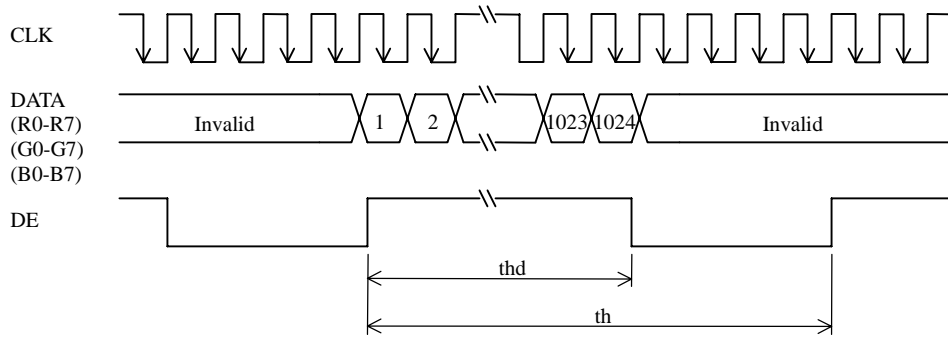 CLK
DATA
(R0-R7)
(G0-G7)
(B0-B7)
Invalid
1
2
1023
1024
Invalid
DE
thd
th